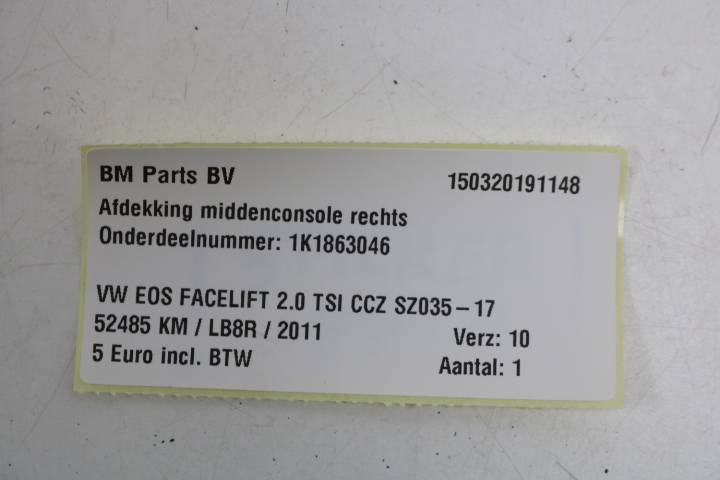 BM Parts BV 150320191148
Afdekking middenconsole rechts
Onderdeelnummer: 1K1863046
VW EOS FACELIFT 2.0 TSI CCZ SZ035-17
52485 KM / LB8R / 2011 Verz: 10
5 Euro incl. BTW Aantal: 1